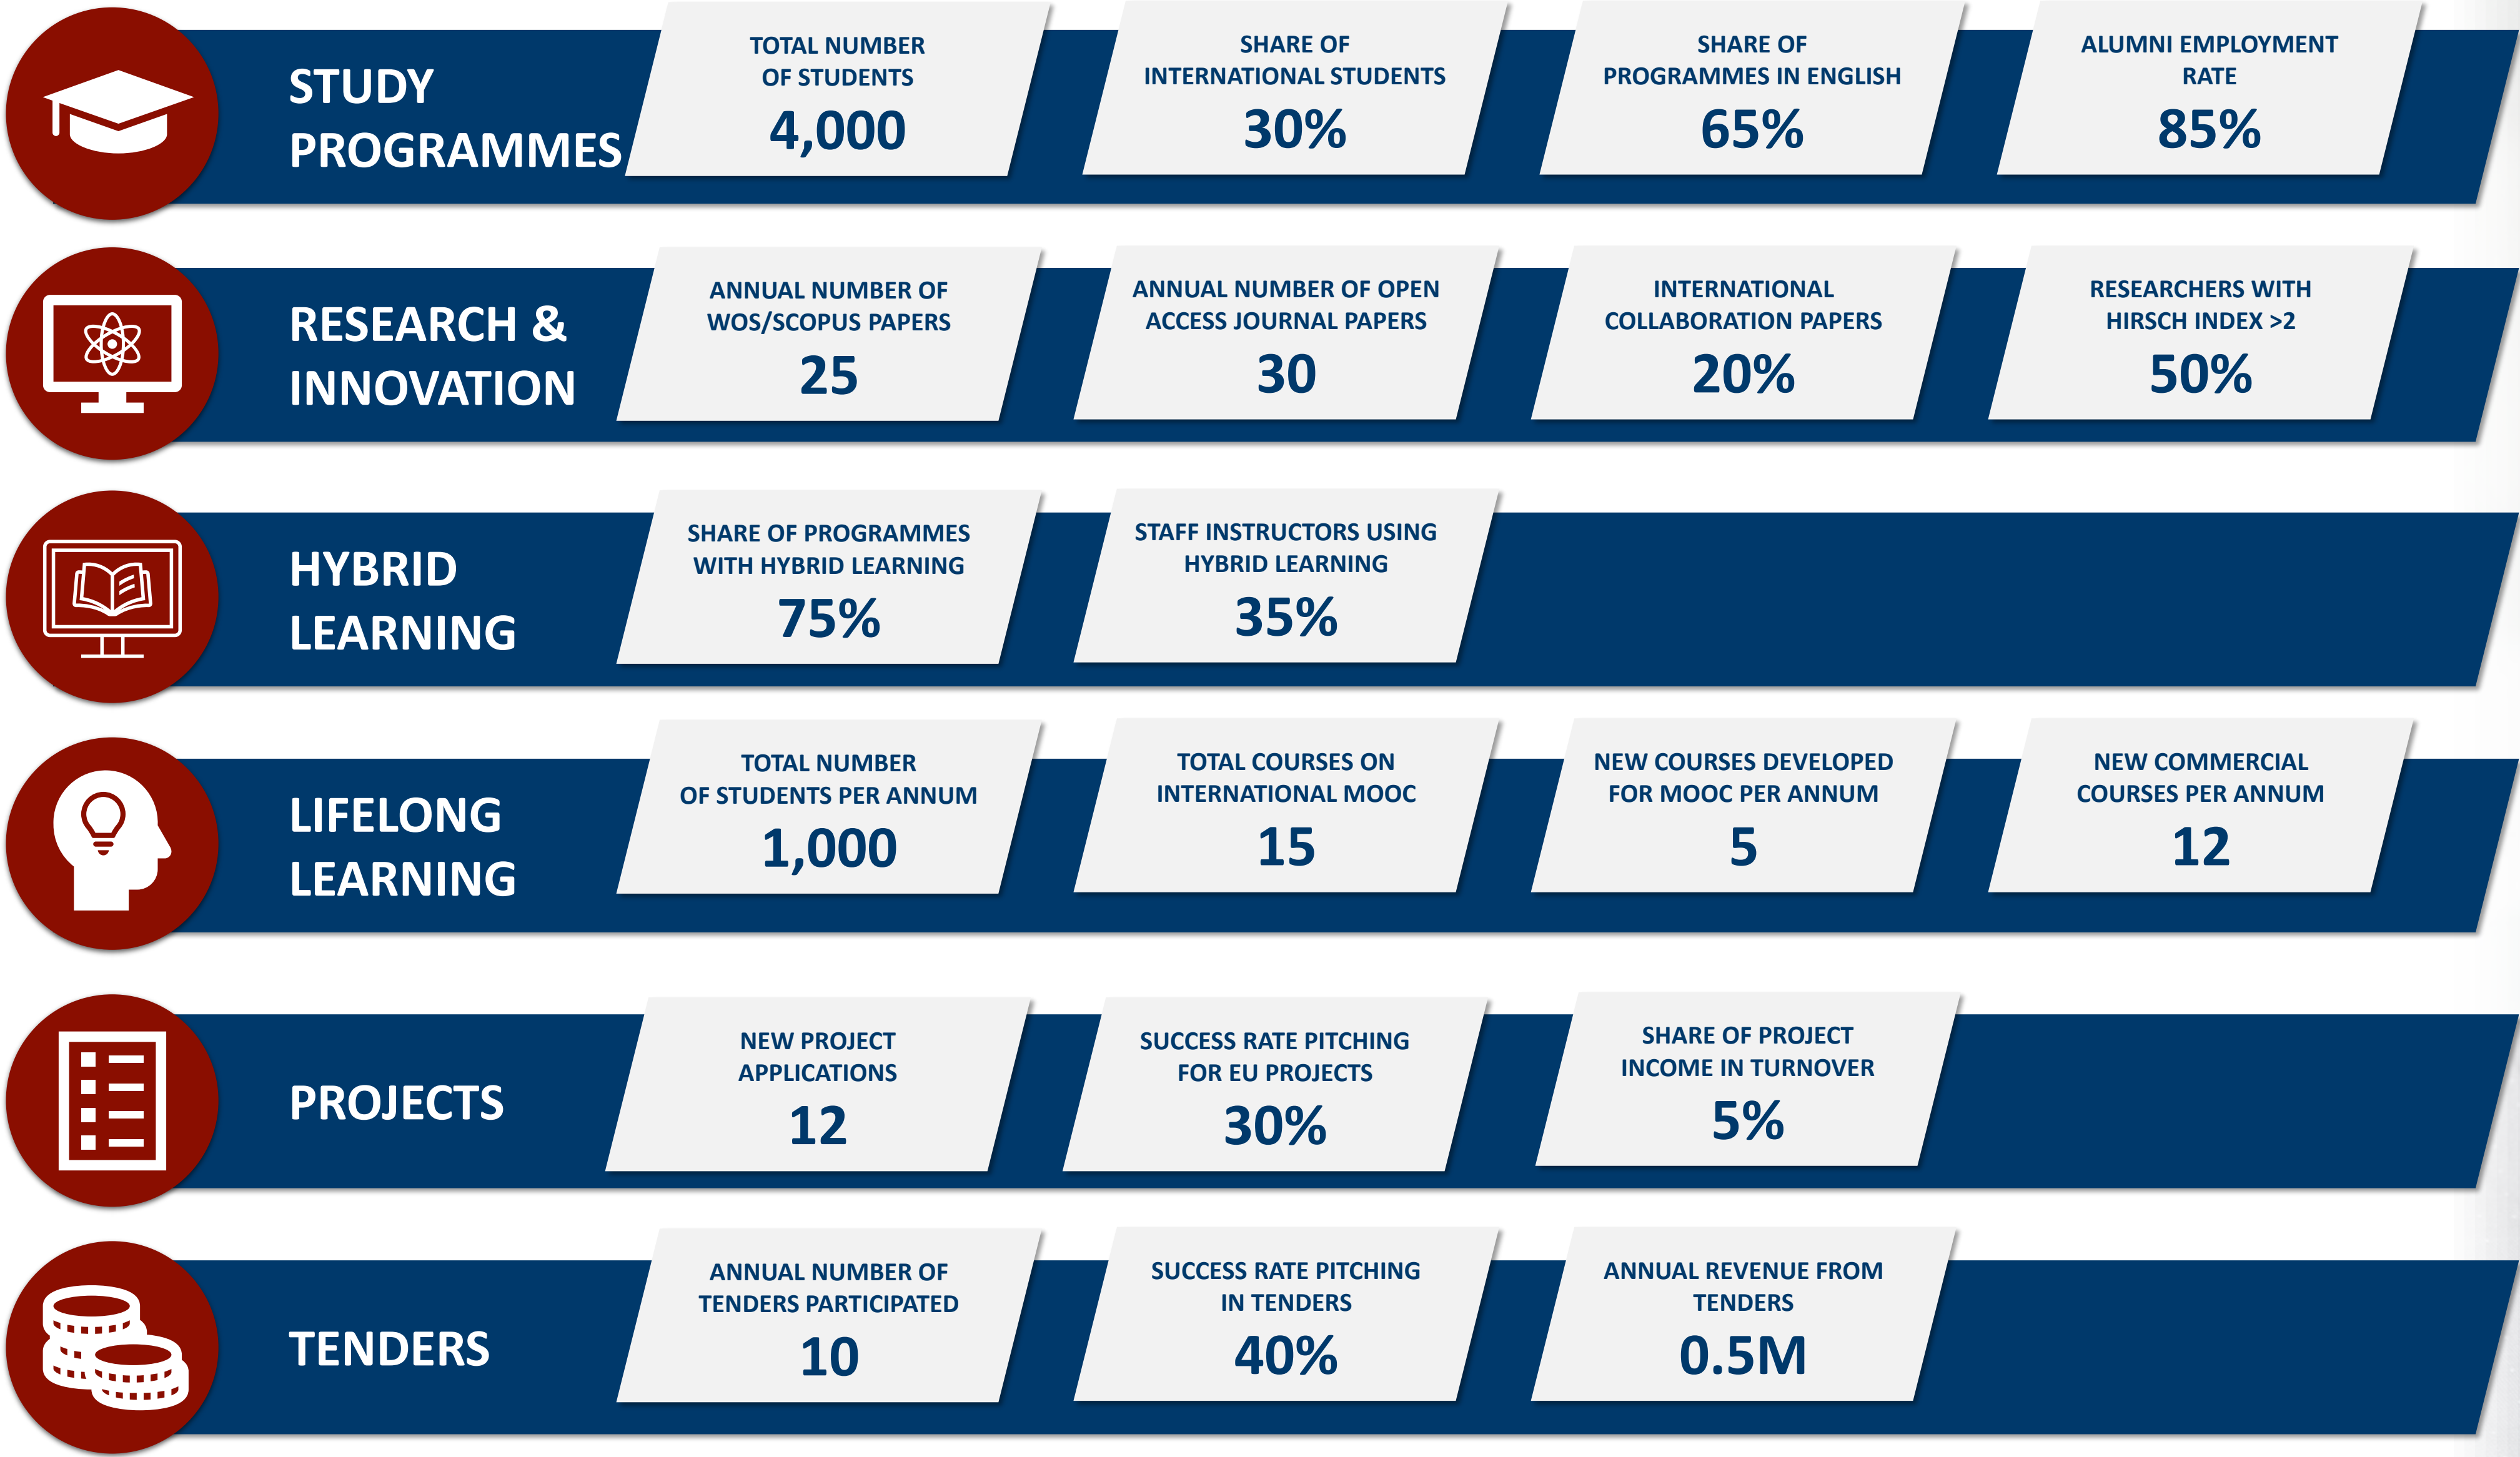 STUDY
PROGRAMMES
TOTAL NUMBER
OF STUDENTS
4,000
SHARE OF
INTERNATIONAL STUDENTS
30%
SHARE OF
PROGRAMMES IN ENGLISH
65%
ALUMNI EMPLOYMENT
RATE
85%
RESEARCH &
INNOVATION
ANNUAL NUMBER OF
WOS/SCOPUS PAPERS
25
ANNUAL NUMBER OF OPEN
ACCESS JOURNAL PAPERS
30
INTERNATIONAL
COLLABORATION PAPERS
20%
RESEARCHERS WITH
HIRSCH INDEX >2
50%
HYBRID
LEARNING
SHARE OF PROGRAMMES
WITH HYBRID LEARNING
75%
STAFF INSTRUCTORS USING
HYBRID LEARNING
35%
LIFELONG
LEARNING
TOTAL NUMBER
OF STUDENTS PER ANNUM
1,000
TOTAL COURSES ON
INTERNATIONAL MOOC
15
NEW COURSES DEVELOPED
FOR MOOC PER ANNUM
5
NEW COMMERCIAL
COURSES PER ANNUM
12
PROJECTS
NEW PROJECT
APPLICATIONS
12
SUCCESS RATE PITCHING
FOR EU PROJECTS
30%
SHARE OF PROJECT
INCOME IN TURNOVER
5%
TENDERS
ANNUAL NUMBER OF
TENDERS PARTICIPATED
10
SUCCESS RATE PITCHING
IN TENDERS
40%
ANNUAL REVENUE FROM
TENDERS
0.5M